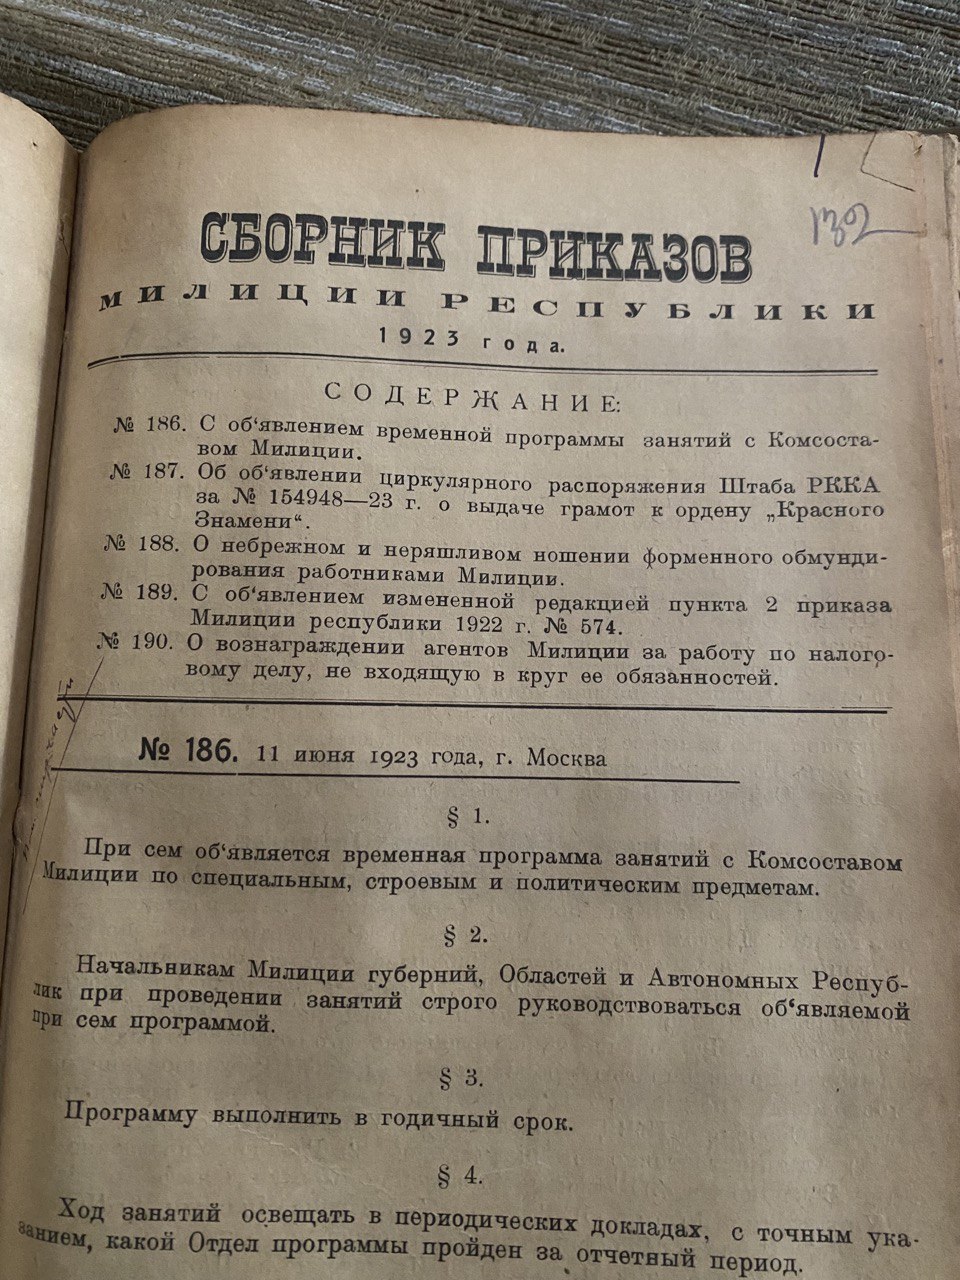 132
СБОРНИК ПРИКАЗОВ
МИЛИЦИИ РЕСПУБЛИКИ
1923 года.
СОДЕРЖАНИЕ:
№ 186. С об‘явлением временной программы занятий с Комсоста-
вом Милиции.
№ 187. Об об‘явлении циркулярного распоряжения Штаба РККА
за № 154948—23 г. о выдаче грамот к ордену „Красного
Знамени“.
№ 188. О небрежном и неряшливом ношении форменного обмунди-
рования работниками Милиции.
№ 189. С об‘явлением измененной редакцией пункта 2 приказа
Милиции республики 1922 г. № 574.
№ 190. О вознаграждении агентов Милиции за работу по налого-
вому делу, не входящую в круг ее обязанностей.
№ 186. 11 июня 1923 года, г. Москва
§ 1.
При сем об‘является временная программа занятий с Комсоставом
Милиции по специальным, строевым и политическим предметам.
§ 2.
Начальникам Милиции губерний, Областей и Автономных Респуб-
лик при проведении занятий строго руководствоваться об‘являемой
при сем программой.
§ 3.
Программу выполнить в годичный срок.
§ 4.
Ход занятий освещать в периодических докладах, с точным ука-
занием, какой Отдел программы пройден за отчетный период.